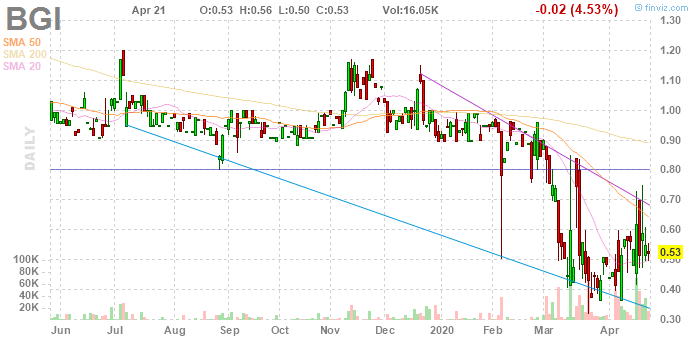 BGI
Apr 21 O:0.53 H:0.56 L:0.50 C:0.53 Vol:16.05K -0.02 (4.53%)
© finviz.com
SMA 50
SMA 200
SMA 20
DAILY
1.30
1.20
1.10
1.00
0.90
0.80
0.70
0.60
0.53
0.50
0.40
0.30
100K
80K
60K
40K
20K
Jun Jul Aug Sep Oct Nov Dec 2020 Feb Mar Apr